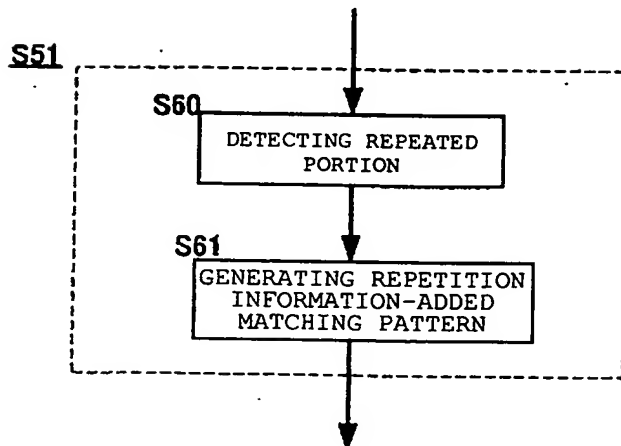 S51
S60
DETECTING REPEATED
PORTION
S61
GENERATING REPETITION
INFORMATION-ADDED
MATCHING PATTERN